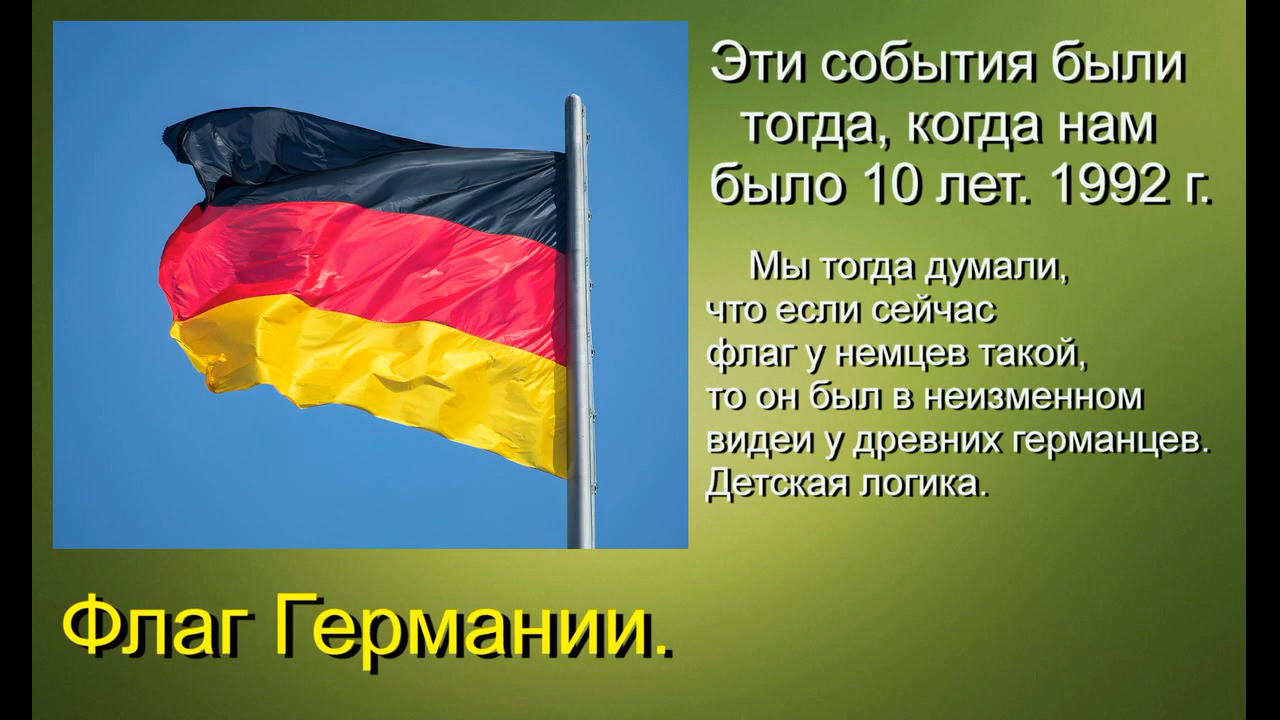 Эти события были
тогда, когда нам
было 10 лет. 1992 г.
Мы тогда думали,
что если сейчас
флаг у немцев такой,
то он был в неизменном
видеи у древних германцев.
Детская логика.
Флаг Германии.